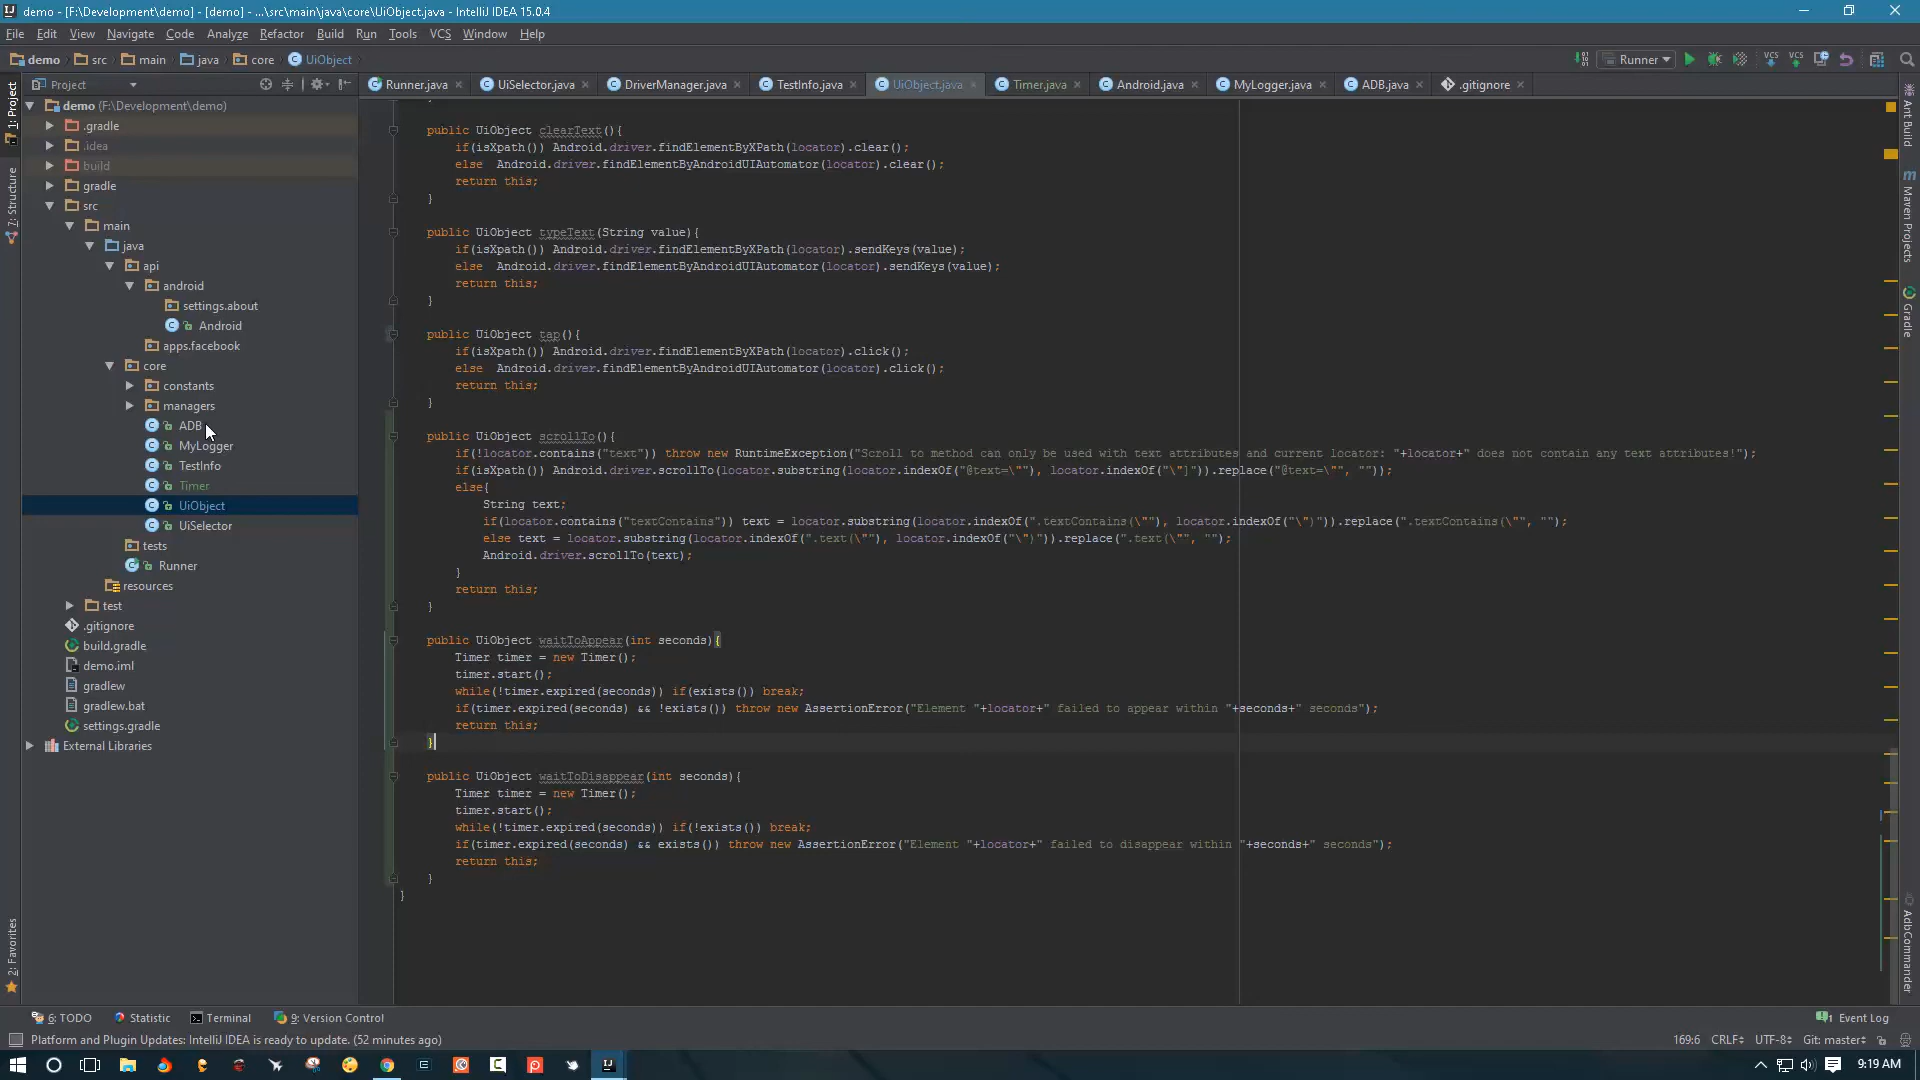 demo - [F:\Development\demo] - [demo] - ...\src\main\java\core\UiObject.java - IntelliJ IDEA 15.0.4
File Edit View Navigate Code Analyze Refactor Build Run Tools VCS Window Help
demo src main java core UiObject Runner
Project Runner.java UiSelector.java DriverManager.java TestInfo.java UiObject.java Timer.java Android.java MyLogger.java ADB.java .gitignore
1: Project
7: Structure
2: Favorites
demo (F:\Development\demo)
.gradle
.idea
build
gradle
src
main
java
api
android
settings.about
Android
apps.facebook
core
constants
managers
ADB
MyLogger
TestInfo
Timer
UiObject
UiSelector
tests
Runner
resources
test
.gitignore
build.gradle
demo.iml
gradlew
gradlew.bat
settings.gradle
External Libraries
public UiObject clearText(){
if(isXpath()) Android.driver.findElementByXPath(locator).clear();
else Android.driver.findElementByAndroidUIAutomator(locator).clear();
return this;
}
public UiObject typeText(String value){
if(isXpath()) Android.driver.findElementByXPath(locator).sendKeys(value);
else Android.driver.findElementByAndroidUIAutomator(locator).sendKeys(value);
return this;
}
public UiObject tap(){
if(isXpath()) Android.driver.findElementByXPath(locator).click();
else Android.driver.findElementByAndroidUIAutomator(locator).click();
return this;
}
public UiObject scrollTo(){
if(!locator.contains("text")) throw new RuntimeException("Scroll to method can only be used with text attributes and current locator: "+locator+" does not contain any text attributes!");
if(isXpath()) Android.driver.scrollTo(locator.substring(locator.indexOf("@text=\""), locator.indexOf("\"]")).replace("@text=\"", ""));
else{
String text;
if(locator.contains("textContains")) text = locator.substring(locator.indexOf(".textContains(\""), locator.indexOf("\")")).replace(".textContains(\"", "");
else text = locator.substring(locator.indexOf(".text(\""), locator.indexOf("\")")).replace(".text(\"", "");
Android.driver.scrollTo(text);
}
return this;
}
public UiObject waitToAppear(int seconds){
Timer timer = new Timer();
timer.start();
while(!timer.expired(seconds)) if(exists()) break;
if(timer.expired(seconds) && !exists()) throw new AssertionError("Element "+locator+" failed to appear within "+seconds+" seconds");
return this;
}
public UiObject waitToDisappear(int seconds){
Timer timer = new Timer();
timer.start();
while(!timer.expired(seconds)) if(!exists()) break;
if(timer.expired(seconds) && exists()) throw new AssertionError("Element "+locator+" failed to disappear within "+seconds+" seconds");
return this;
}
}
Ant Build
Maven Projects
Gradle
AdbCommander
6: TODO Statistic Terminal 9: Version Control 1 Event Log
Platform and Plugin Updates: IntelliJ IDEA is ready to update. (52 minutes ago) 169:6 CRLF UTF-8 Git: master
9:19 AM